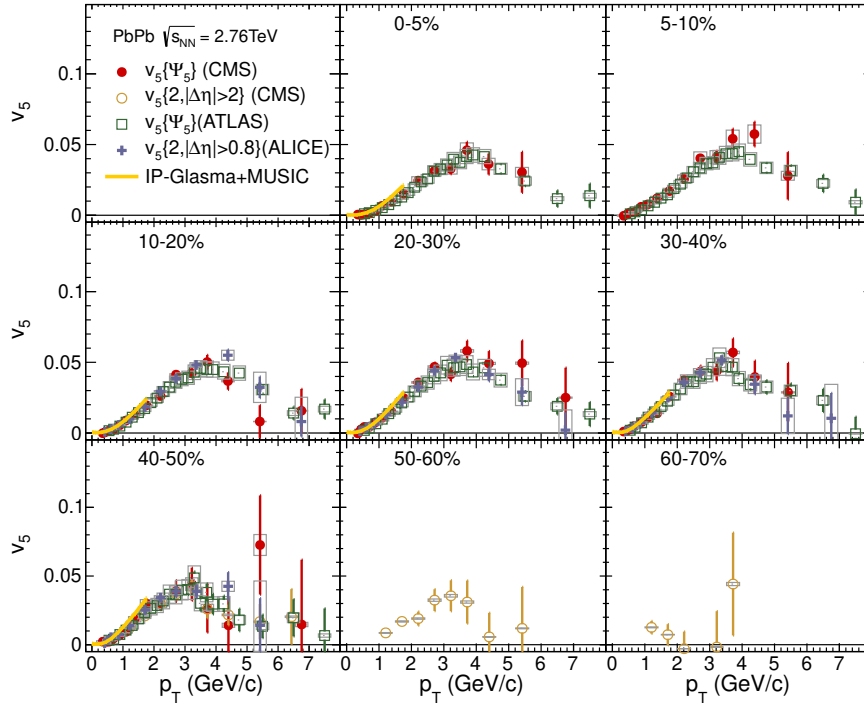 PbPb √s_NN = 2.76TeV
v₅{Ψ₅} (CMS)
v₅{2,|Δη|>2} (CMS)
v₅{Ψ₅}(ATLAS)
v₅{2,|Δη|>0.8}(ALICE)
IP-Glasma+MUSIC
0-5%
5-10%
v₅
0.1
0.05
0
10-20%
20-30%
30-40%
v₅
0.1
0.05
0
40-50%
50-60%
60-70%
v₅
0.1
0.05
0
0 1 2 3 4 5 6 7
0 1 2 3 4 5 6 7
0 1 2 3 4 5 6 7
p_T (GeV/c)
p_T (GeV/c)
p_T (GeV/c)